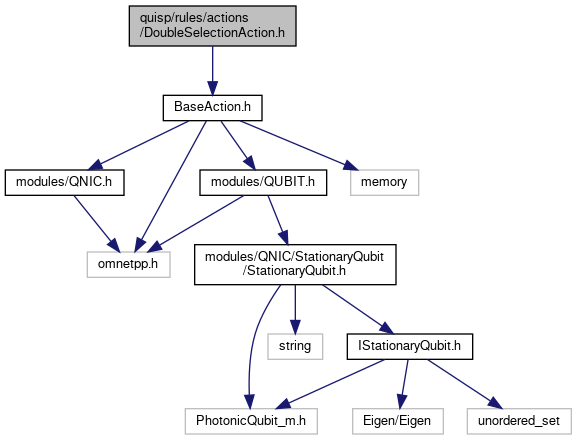 quisp/rules/actions
/DoubleSelectionAction.h
BaseAction.h
modules/QNIC.h
modules/QUBIT.h
memory
omnetpp.h
modules/QNIC/StationaryQubit
/StationaryQubit.h
string
IStationaryQubit.h
PhotonicQubit_m.h
Eigen/Eigen
unordered_set